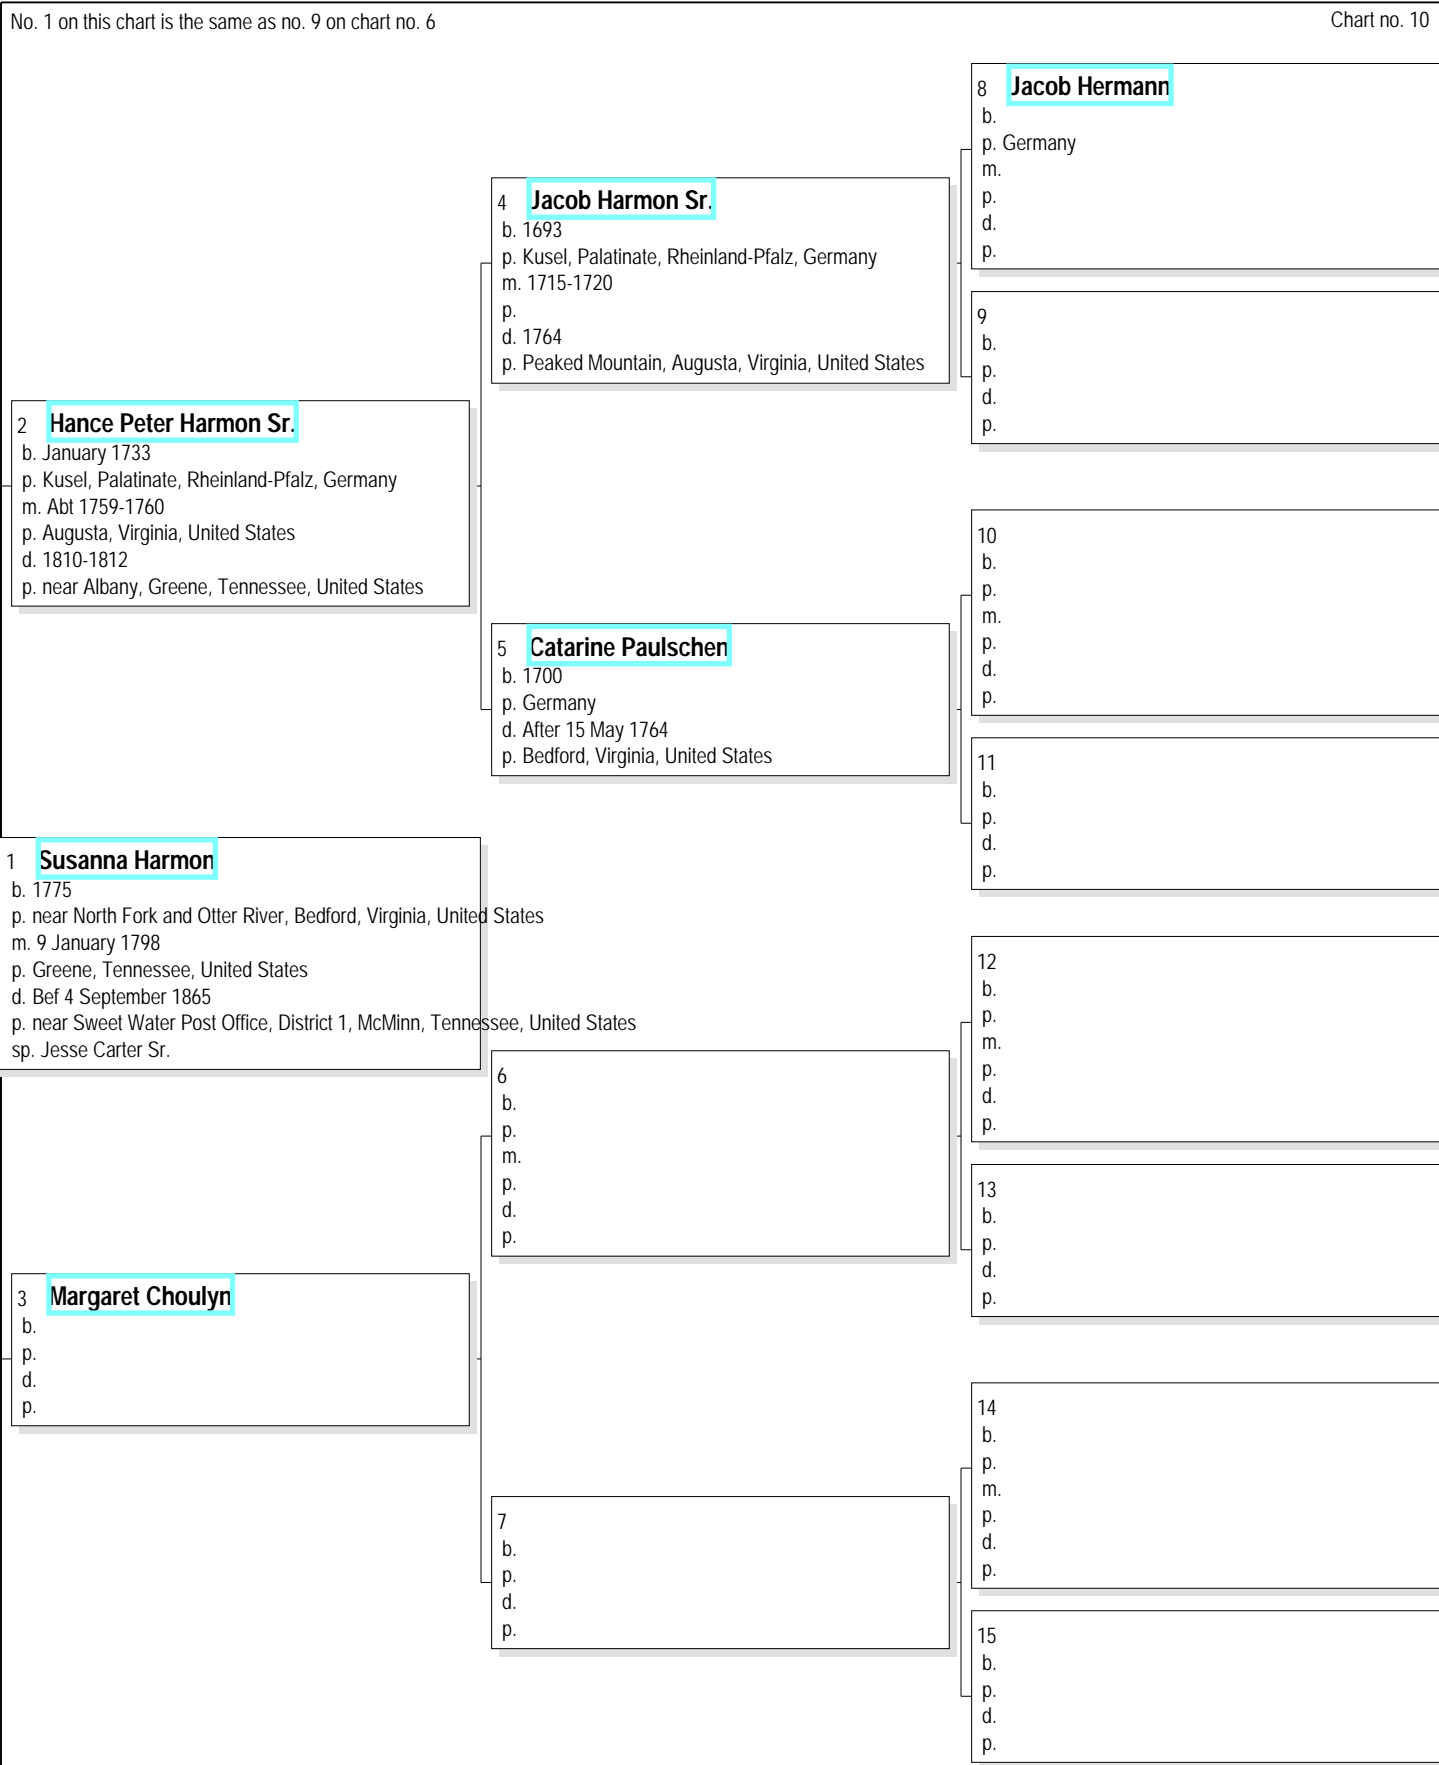 No. 1 on this chart is the same as no. 9 on chart no. 6
Chart no. 10
8 Jacob Hermann
b.
p. Germany
m.
p.
d.
p.
4 Jacob Harmon Sr.
b. 1693
p. Kusel, Palatinate, Rheinland-Pfalz, Germany
m. 1715-1720
p.
d. 1764
p. Peaked Mountain, Augusta, Virginia, United States
9
b.
p.
d.
p.
2 Hance Peter Harmon Sr.
b. January 1733
p. Kusel, Palatinate, Rheinland-Pfalz, Germany
m. Abt 1759-1760
p. Augusta, Virginia, United States
d. 1810-1812
p. near Albany, Greene, Tennessee, United States
10
b.
p.
m.
p.
d.
p.
5 Catarine Paulschen
b. 1700
p. Germany
d. After 15 May 1764
p. Bedford, Virginia, United States
11
b.
p.
d.
p.
1 Susanna Harmon
b. 1775
p. near North Fork and Otter River, Bedford, Virginia, United States
m. 9 January 1798
p. Greene, Tennessee, United States
d. Bef 4 September 1865
p. near Sweet Water Post Office, District 1, McMinn, Tennessee, United States
sp. Jesse Carter Sr.
12
b.
p.
m.
p.
d.
p.
6
b.
p.
m.
p.
d.
p.
13
b.
p.
d.
p.
3 Margaret Choulyn
b.
p.
d.
p.
14
b.
p.
m.
p.
d.
p.
7
b.
p.
d.
p.
15
b.
p.
d.
p.